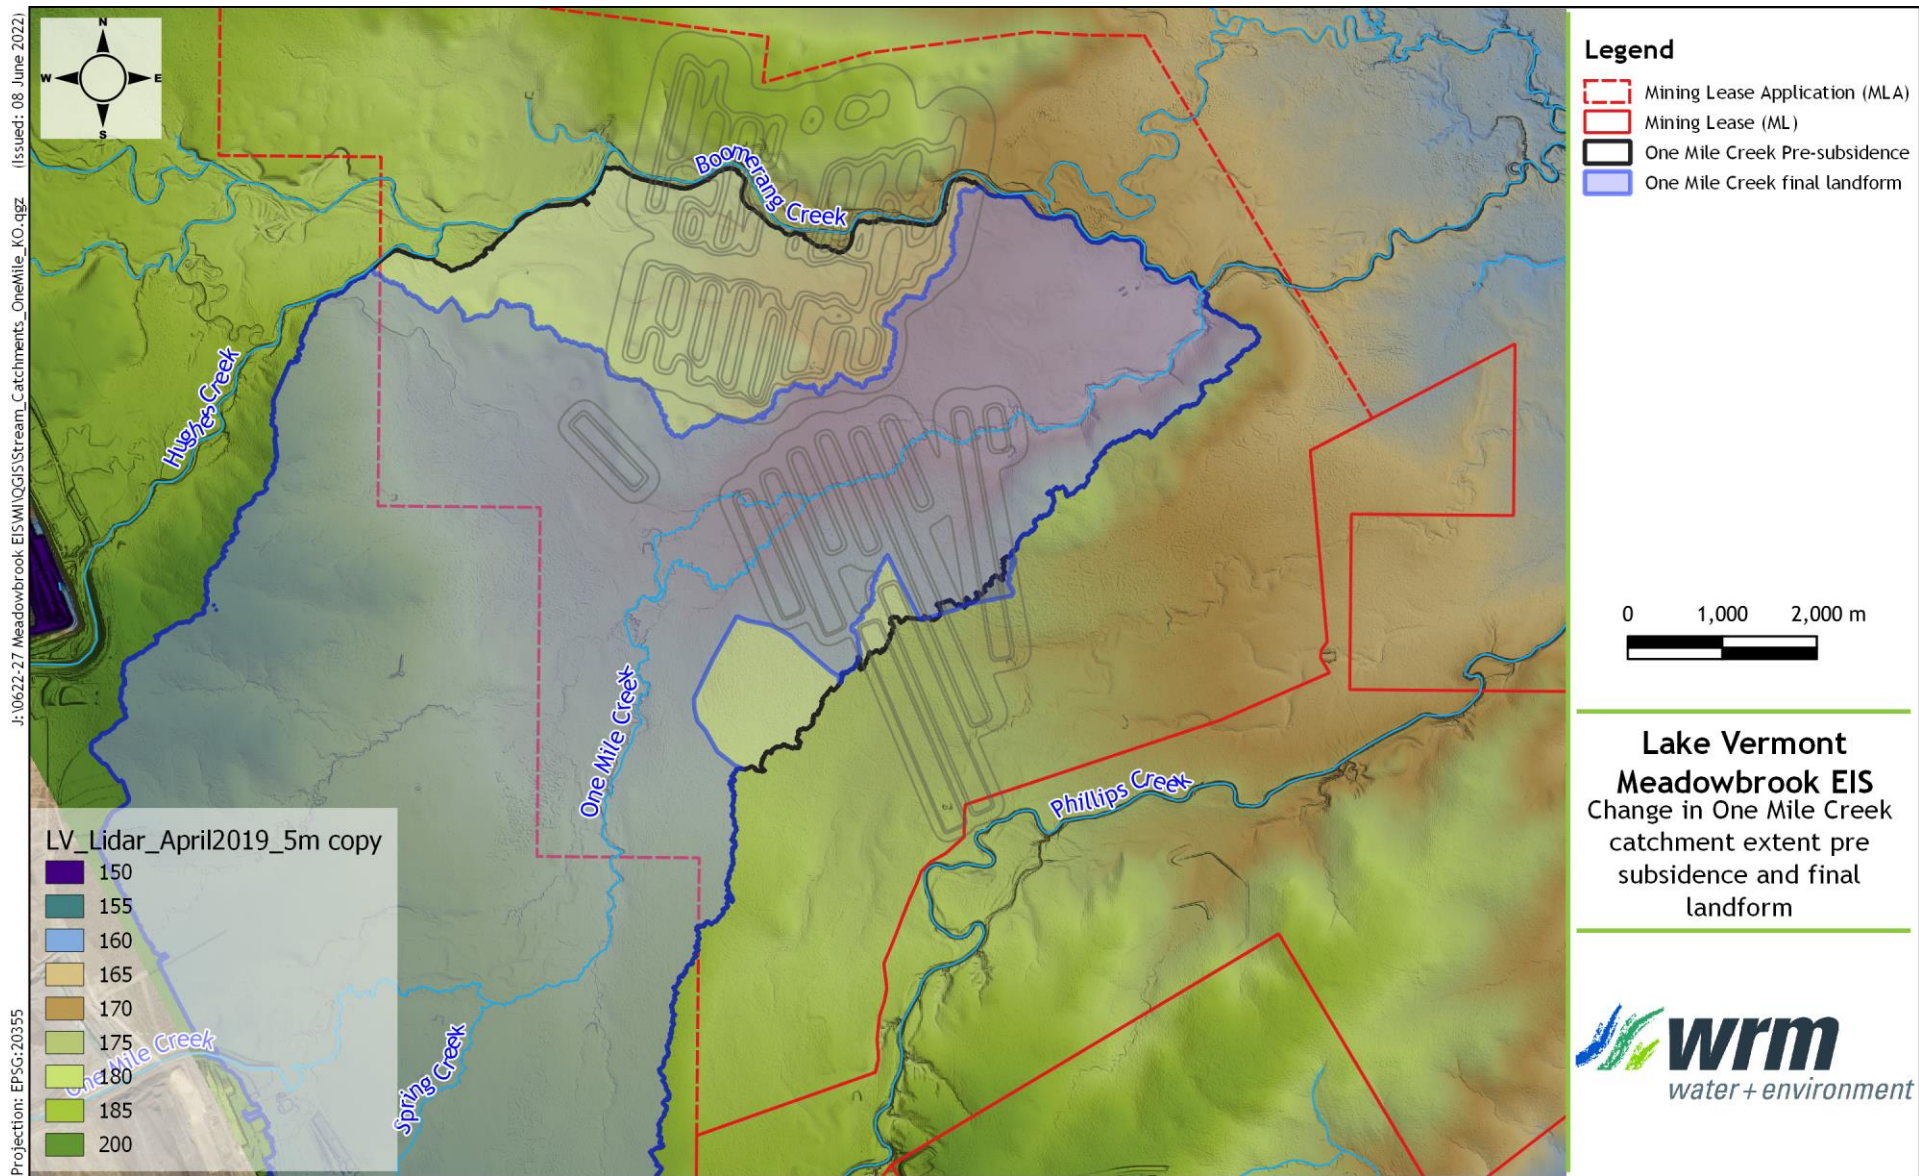 (Issued: 08 June 2022)
J:\0622-27 Meadowbrook EIS\WI\QGIS\Stream_Catchments_OneMile_KO.qgz
Projection: EPSG:20355
N
W
E
S
Boomerang Creek
Hughes Creek
One Mile Creek
Phillips Creek
Spring Creek
One Mile Creek
LV_Lidar_April2019_5m copy
150
155
160
165
170
175
180
185
200
Legend
Mining Lease Application (MLA)
Mining Lease (ML)
One Mile Creek Pre-subsidence
One Mile Creek final landform
0 1,000 2,000 m
Lake Vermont
Meadowbrook EIS
Change in One Mile Creek
catchment extent pre
subsidence and final
landform
wrm
water + environment